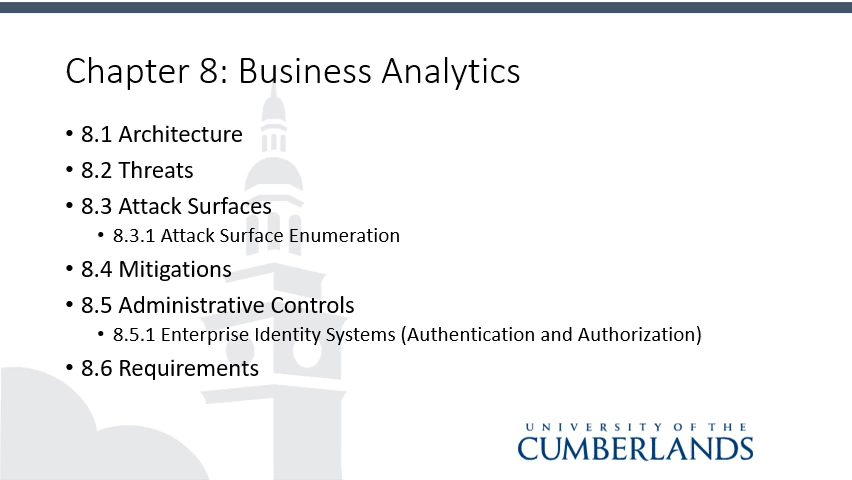 Chapter 8: Business Analytics
• 8.1 Architecture
• 8.2 Threats
• 8.3 Attack Surfaces
• 8.3.1 Attack Surface Enumeration
• 8.4 Mitigations
• 8.5 Administrative Controls
• 8.5.1 Enterprise Identity Systems (Authentication and Authorization)
• 8.6 Requirements
UNIVERSITY OF THE
CUMBERLANDS